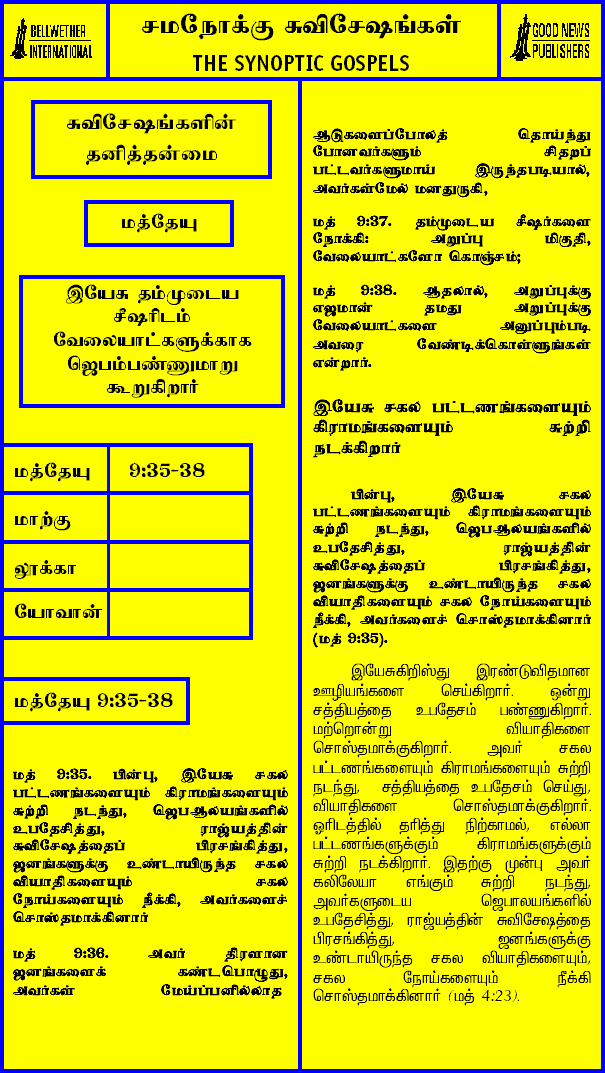 BELLWETHER
INTERNATIONAL
சமநோக்கு சுவிசேஷங்கள்
THE SYNOPTIC GOSPELS
GOOD NEWS
PUBLISHERS
சுவிசேஷங்களின்
தனித்தன்மை
மத்தேயு
இயேசு தம்முடைய
சீஷரிடம்
வேலையாட்களுக்காக
ஜெபம்பண்ணுமாறு
கூறுகிறார்
மத்தேயு 9:35-38
மாற்கு
லூக்கா
யோவான்
மத்தேயு 9:35-38
மத் 9:35. பின்பு, இயேசு சகல
பட்டணங்களையும் கிராமங்களையும்
சுற்றி நடந்து, ஜெபஆலயங்களில்
உபதேசித்து, ராஜ்யத்தின்
சுவிசேஷத்தைப் பிரசங்கித்து,
ஜனங்களுக்கு உண்டாயிருந்த சகல
வியாதிகளையும் சகல
நோய்களையும் நீக்கி, அவர்களைச்
சொஸ்தமாக்கினார்
மத் 9:36. அவர் திரளான
ஜனங்களைக் கண்டபொழுது,
அவர்கள் மேய்ப்பனில்லாத
ஆடுகளைப்போலத் தொய்ந்து
போனவர்களும் சிதறப்
பட்டவர்களுமாய் இருந்தபடியால்,
அவர்கள்மேல் மனதுருகி,
மத் 9:37. தம்முடைய சீஷர்களை
நோக்கி: அறுப்பு மிகுதி,
வேலையாட்களோ கொஞ்சம்;
மத் 9:38. ஆதலால், அறுப்புக்கு
எஜமான் தமது அறுப்புக்கு
வேலையாட்களை அனுப்பும்படி
அவரை வேண்டிக்கொள்ளுங்கள்
என்றார்.
இயேசு சகல பட்டணங்களையும்
கிராமங்களையும் சுற்றி
நடக்கிறார்
பின்பு, இயேசு சகல
பட்டணங்களையும் கிராமங்களையும்
சுற்றி நடந்து, ஜெபஆலயங்களில்
உபதேசித்து, ராஜ்யத்தின்
சுவிசேஷத்தைப் பிரசங்கித்து,
ஜனங்களுக்கு உண்டாயிருந்த சகல
வியாதிகளையும் சகல நோய்களையும்
நீக்கி, அவர்களைச் சொஸ்தமாக்கினார்
(மத் 9:35).
இயேசுகிறிஸ்து இரண்டுவிதமான
ஊழியங்களை செய்கிறார். ஒன்று
சத்தியத்தை உபதேசம் பண்ணுகிறார்.
மற்றொன்று வியாதிகளை
சொஸ்தமாக்குகிறார். அவர் சகல
பட்டணங்களையும் கிராமங்களையும் சுற்றி
நடந்து, சத்தியத்தை உபதேசம் செய்து,
வியாதிகளை சொஸ்தமாக்குகிறார்.
ஓரிடத்தில் தரித்து நிற்காமல், எல்லா
பட்டணங்களுக்கும் கிராமங்களுக்கும்
சுற்றி நடக்கிறார். இதற்கு முன்பு அவர்
கலிலேயா எங்கும் சுற்றி நடந்து,
அவர்களுடைய ஜெபாலயங்களில்
உபதேசித்து, ராஜ்யத்தின் சுவிசேஷத்தை
பிரசங்கித்து, ஜனங்களுக்கு
உண்டாயிருந்த சகல வியாதிகளையும்,
சகல நோய்களையும் நீக்கி
சொஸ்தமாக்கினார் (மத் 4:23).